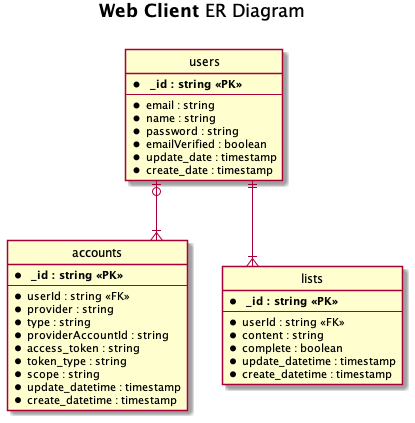 Web Client ER Diagram
users
_id : string «PK»
email : string
name : string
password : string
emailVerified : boolean
update_date : timestamp
create_date : timestamp
accounts
_id : string «PK»
userId : string «FK»
provider : string
type : string
providerAccountId : string
access_token : string
token_type : string
scope : string
update_datetime : timestamp
create_datetime : timestamp
lists
_id : string «PK»
userId : string «FK»
content : string
complete : boolean
update_datetime : timestamp
create_datetime : timestamp